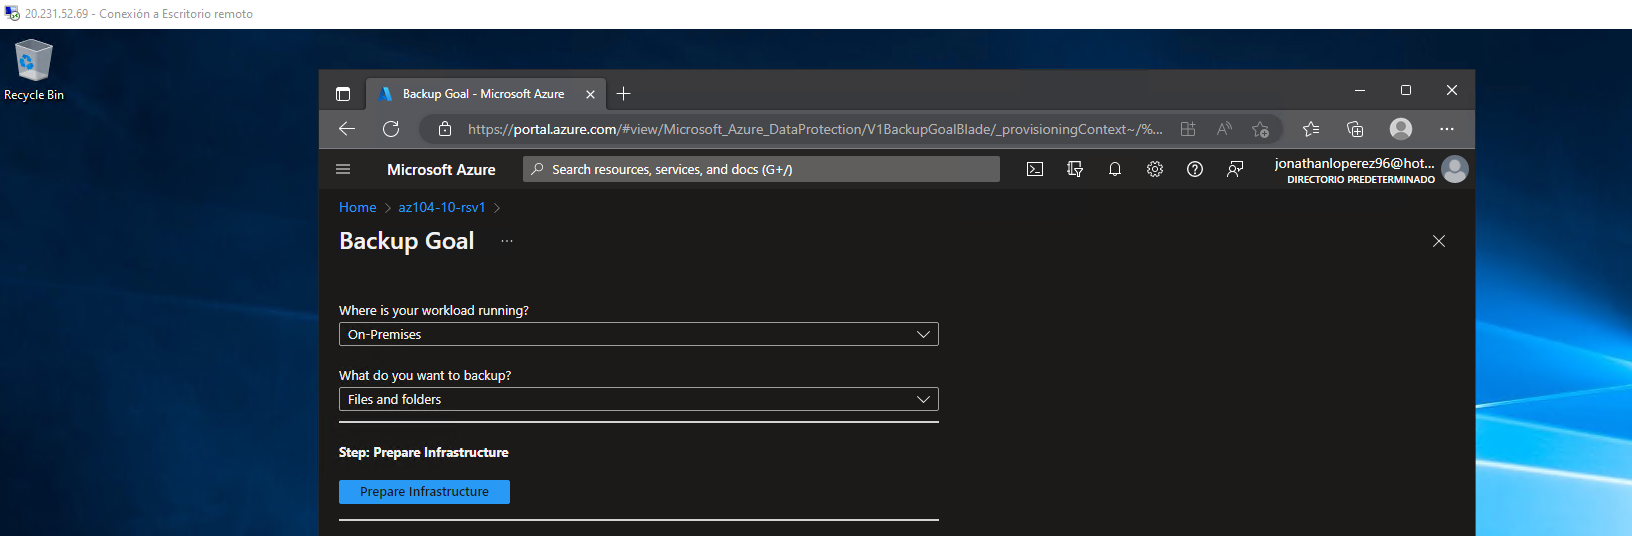 20.231.52.69 - Conexión a Escritorio remoto
Recycle Bin
Backup Goal - Microsoft Azure
https://portal.azure.com/#view/Microsoft_Azure_DataProtection/V1BackupGoalBlade/_provisioningContext~/%...
Microsoft Azure
Search resources, services, and docs (G+/)
jonathanloperez96@hot...
DIRECTORIO PREDETERMINADO
Home > az104-10-rsv1 >
Backup Goal ...
Where is your workload running?
On-Premises
What do you want to backup?
Files and folders
Step: Prepare Infrastructure
Prepare Infrastructure